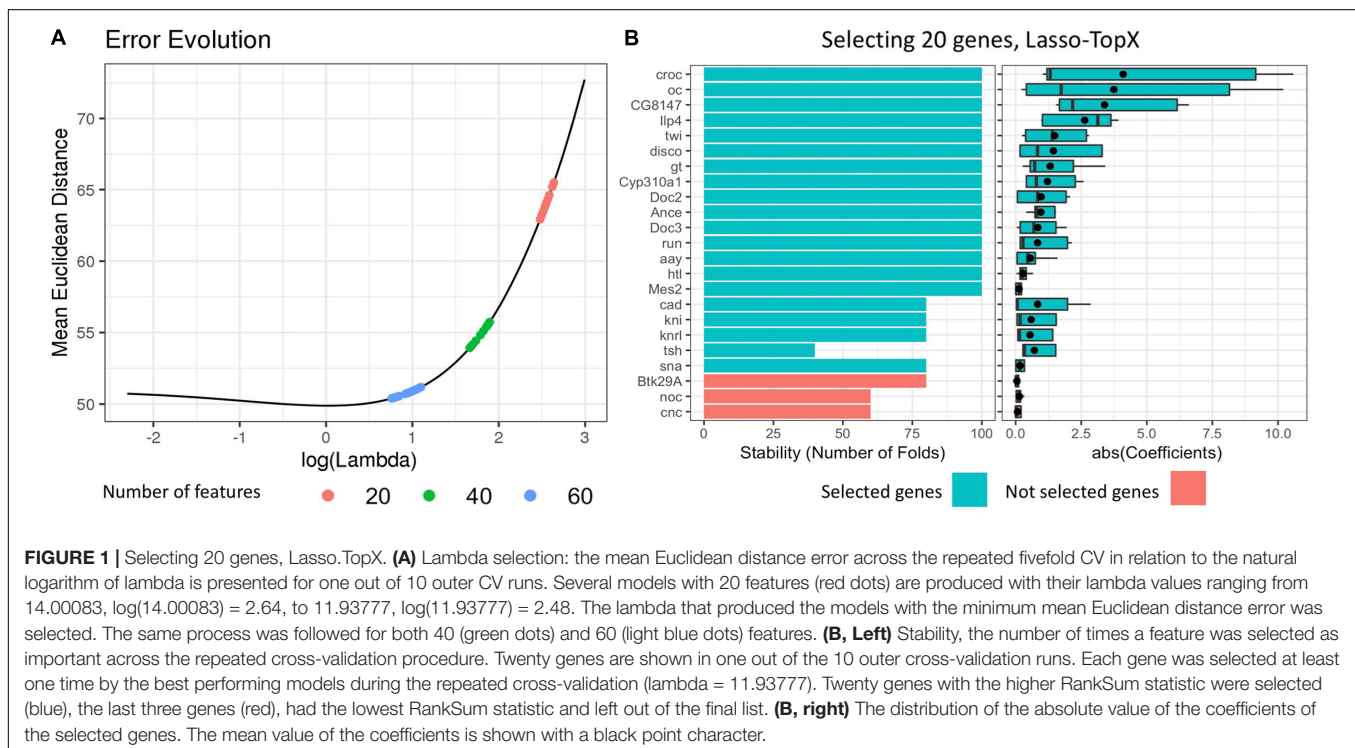 A Error Evolution
Mean Euclidean Distance
70
65
60
55
50
-2 -1 0 1 2 3
log(Lambda)
Number of features 20 40 60
B Selecting 20 genes, Lasso-TopX
croc
oc
CG8147
Ilp4
twi
disco
gt
Cyp310a1
Doc2
Ance
Doc3
run
aay
htl
Mes2
cad
kni
knrl
tsh
sna
Btk29A
noc
cnc
0 25 50 75 100
Stability (Number of Folds)
0.0 2.5 5.0 7.5 10.0
abs(Coefficients)
Selected genes Not selected genes
FIGURE 1 | Selecting 20 genes, Lasso.TopX. (A) Lambda selection: the mean Euclidean distance error across the repeated fivefold CV in relation to the natural
logarithm of lambda is presented for one out of 10 outer CV runs. Several models with 20 features (red dots) are produced with their lambda values ranging from
14.00083, log(14.00083) = 2.64, to 11.93777, log(11.93777) = 2.48. The lambda that produced the models with the minimum mean Euclidean distance error was
selected. The same process was followed for both 40 (green dots) and 60 (light blue dots) features. (B, Left) Stability, the number of times a feature was selected as
important across the repeated cross-validation procedure. Twenty genes are shown in one out of the 10 outer cross-validation runs. Each gene was selected at least
one time by the best performing models during the repeated cross-validation (lambda = 11.93777). Twenty genes with the higher RankSum statistic were selected
(blue), the last three genes (red), had the lowest RankSum statistic and left out of the final list. (B, right) The distribution of the absolute value of the coefficients of
the selected genes. The mean value of the coefficients is shown with a black point character.